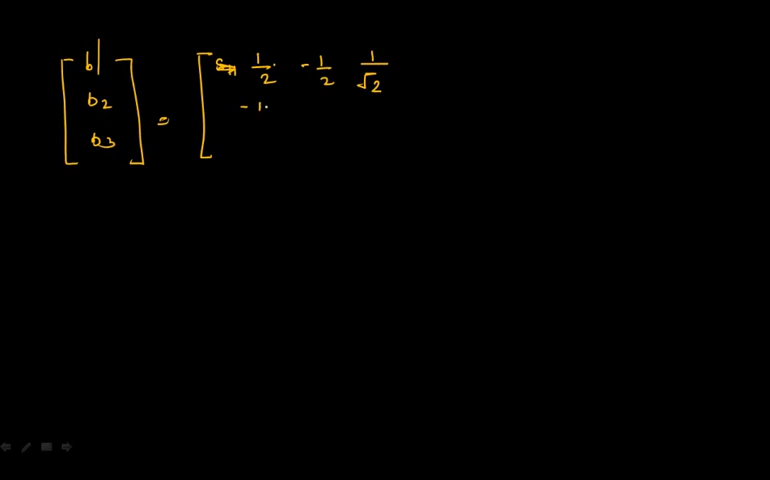 [b1 b2 b3] = [ 1/2 -1/2 1/√2
-1.